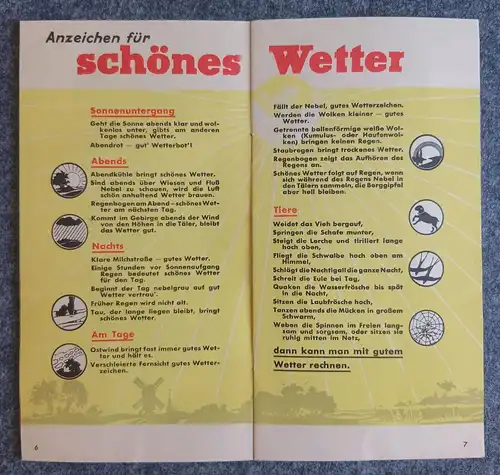 Anzeichen für
schönes
Sonnenuntergang
Geht die Sonne abends klar und wol-
kenlos unter, gibts am anderen
Tage schönes Wetter.
Abendrot – gut' Wetterbot'!
Abends
Abendkühle bringt schönes Wetter.
Sind abends über Wiesen und Fluß
Nebel zu schauen, wird die Luft
schön anhaltend Wetter brauen.
Regenbogen am Abend – schönes Wet-
ter am nächsten Tag.
Kommt im Gebirge abends der Wind
von den Höhen in die Täler, bleibt
das Wetter gut.
Nachts
Klare Milchstraße – gutes Wetter.
Einige Stunden vor Sonnenaufgang
Regen bedeutet schönes Wetter
für den Tag.
Beginnt der Tag nebelgrau auf gut
Wetter vertrau'.
Früher Regen wird nicht alt.
Tau, der lange liegen bleibt, bringt
schönes Wetter.
Am Tage
Ostwind bringt fast immer gutes Wet-
ter und hält es.
Verschleierte Fernsicht gutes Wetter-
zeichen.
6
Wetter
Fällt der Nebel, gutes Wetterzeichen.
Werden die Wolken kleiner – gutes
Wetter.
Getrennte ballenförmige weiße Wol-
ken (Kumulus- oder Haufenwol-
ken) bringen keinen Regen.
Staubregen bringt trockenes Wetter.
Regenbogen zeigt das Aufhören des
Regens an.
Schönes Wetter folgt auf Regen, wenn
sich während des Regens Nebel in
den Tälern sammeln, die Berggipfel
aber hell bleiben.
Tiere
Weidet das Vieh bergauf,
Springen die Schafe munter,
Steigt die Lerche und tiriliert lange
hoch oben,
Fliegt die Schwalbe hoch oben am
Himmel,
Schlägt die Nachtigall die ganze Nacht,
Schreit die Eule bei Tag,
Quaken die Wasserfrösche bis spät
in die Nacht,
Sitzen die Laubfrösche hoch,
Tanzen abends die Mücken in großem
Schwarm,
Weben die Spinnen im Freien lang-
sam und sorgsam, oder sitzen sie
ruhig mitten im Netz,
dann kann man mit gutem
Wetter rechnen.
7